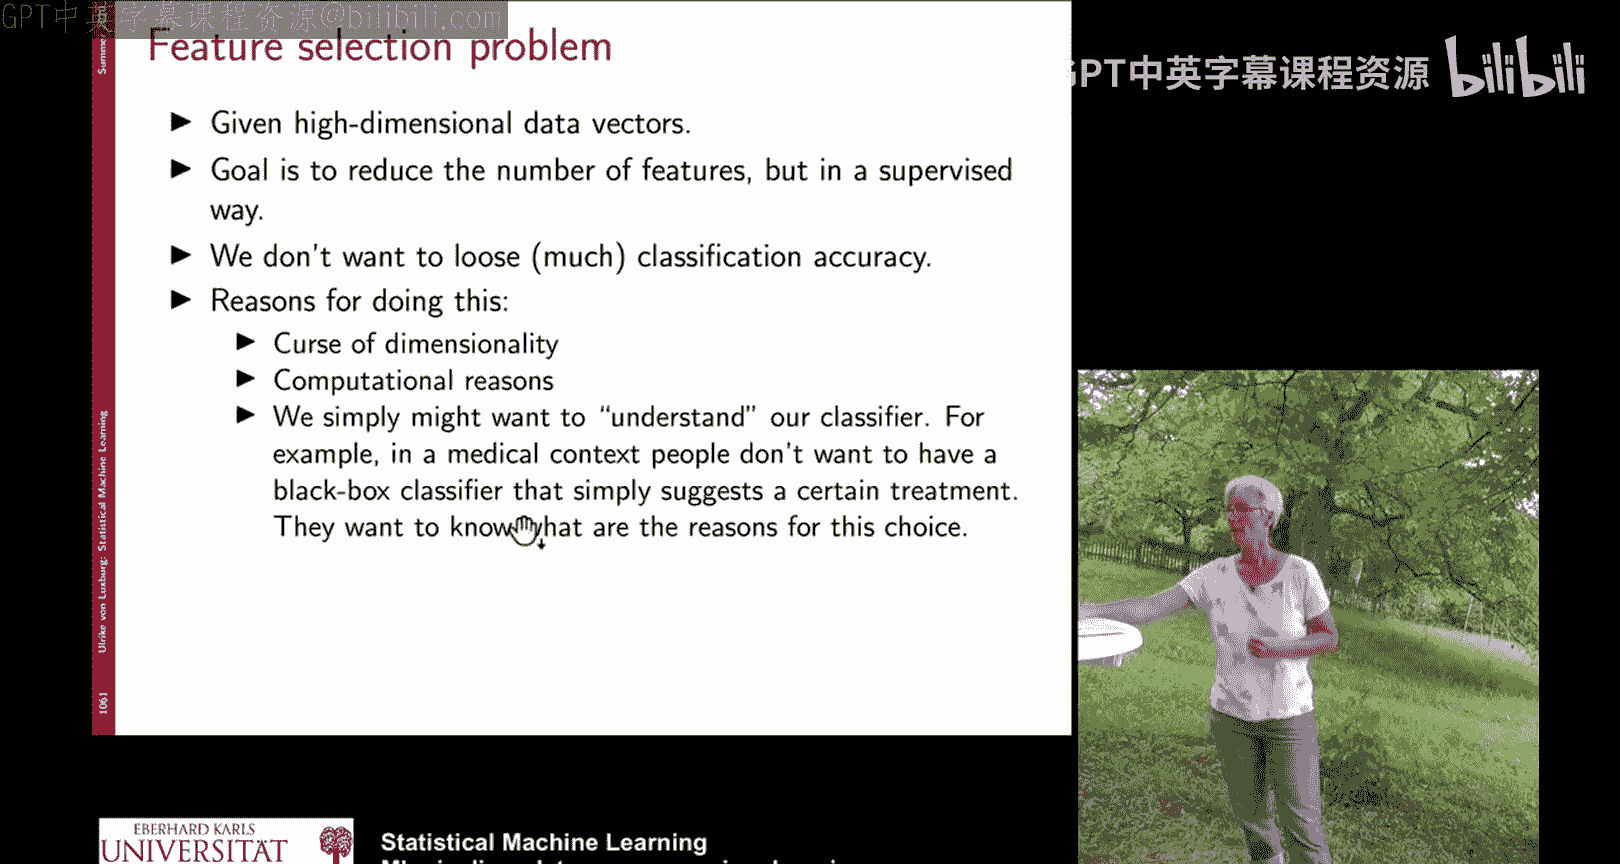 GPT中英字幕课程资源@bilibili.com
Feature selection problem
GPT中英字幕课程资源 bilibili
Given high-dimensional data vectors.
Goal is to reduce the number of features, but in a supervised
way.
We don't want to loose (much) classification accuracy.
Reasons for doing this:
Curse of dimensionality
Computational reasons
We simply might want to “understand” our classifier. For
example, in a medical context people don't want to have a
black-box classifier that simply suggests a certain treatment.
They want to know what are the reasons for this choice.
Ulrike von Luxburg: Statistical Machine Learning
1061
EBERHARD KARLS
UNIVERSITÄT
Statistical Machine Learning